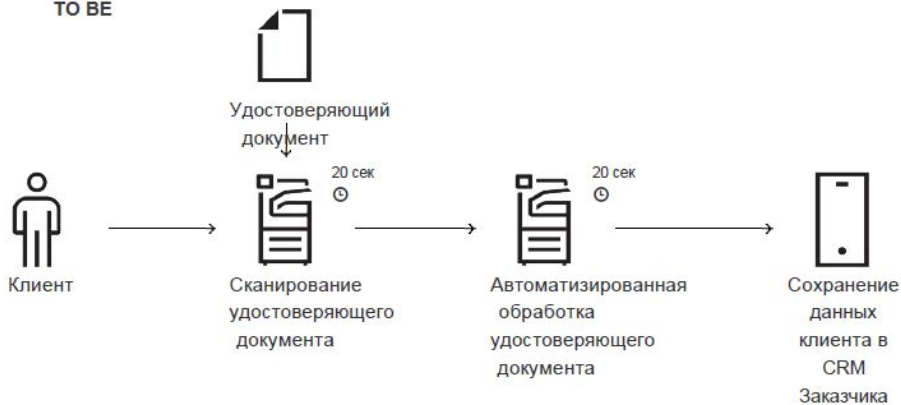 TO BE
Удостоверяющий
документ
20 сек
20 сек
Клиент
Сканирование
удостоверяющего
документа
Автоматизированная
обработка
удостоверяющего
документа
Сохранение
данных
клиента в
CRM
Заказчика